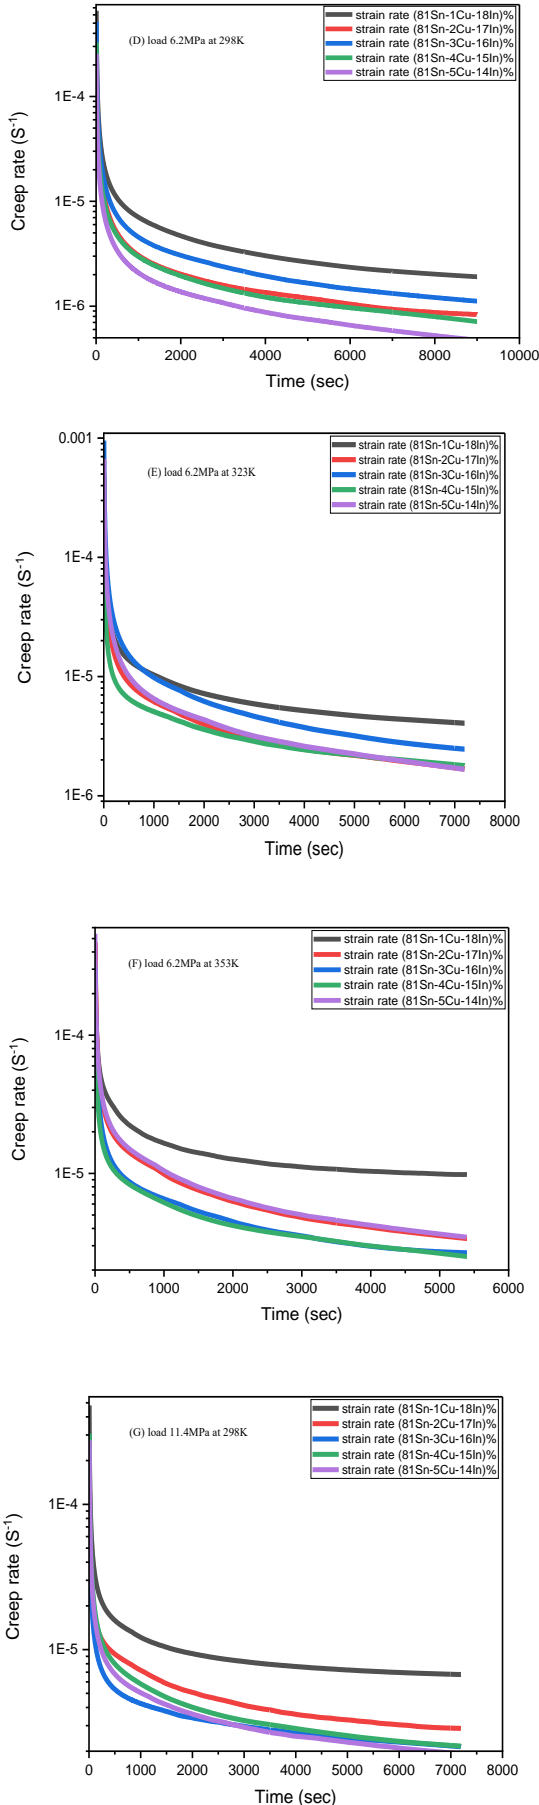 (D) load 6.2MPa at 298K
strain rate (81Sn-1Cu-18In)%
strain rate (81Sn-2Cu-17In)%
strain rate (81Sn-3Cu-16In)%
strain rate (81Sn-4Cu-15In)%
strain rate (81Sn-5Cu-14In)%
Creep rate (S⁻¹)
1E-4
1E-5
1E-6
0 2000 4000 6000 8000 10000
Time (sec)
(E) load 6.2MPa at 323K
strain rate (81Sn-1Cu-18In)%
strain rate (81Sn-2Cu-17In)%
strain rate (81Sn-3Cu-16In)%
strain rate (81Sn-4Cu-15In)%
strain rate (81Sn-5Cu-14In)%
Creep rate (S⁻¹)
0.001
1E-4
1E-5
1E-6
0 1000 2000 3000 4000 5000 6000 7000 8000
Time (sec)
(F) load 6.2MPa at 353K
strain rate (81Sn-1Cu-18In)%
strain rate (81Sn-2Cu-17In)%
strain rate (81Sn-3Cu-16In)%
strain rate (81Sn-4Cu-15In)%
strain rate (81Sn-5Cu-14In)%
Creep rate (S⁻¹)
1E-4
1E-5
0 1000 2000 3000 4000 5000 6000
Time (sec)
(G) load 11.4MPa at 298K
strain rate (81Sn-1Cu-18In)%
strain rate (81Sn-2Cu-17In)%
strain rate (81Sn-3Cu-16In)%
strain rate (81Sn-4Cu-15In)%
strain rate (81Sn-5Cu-14In)%
Creep rate (S⁻¹)
1E-4
1E-5
0 1000 2000 3000 4000 5000 6000 7000 8000
Time (sec)